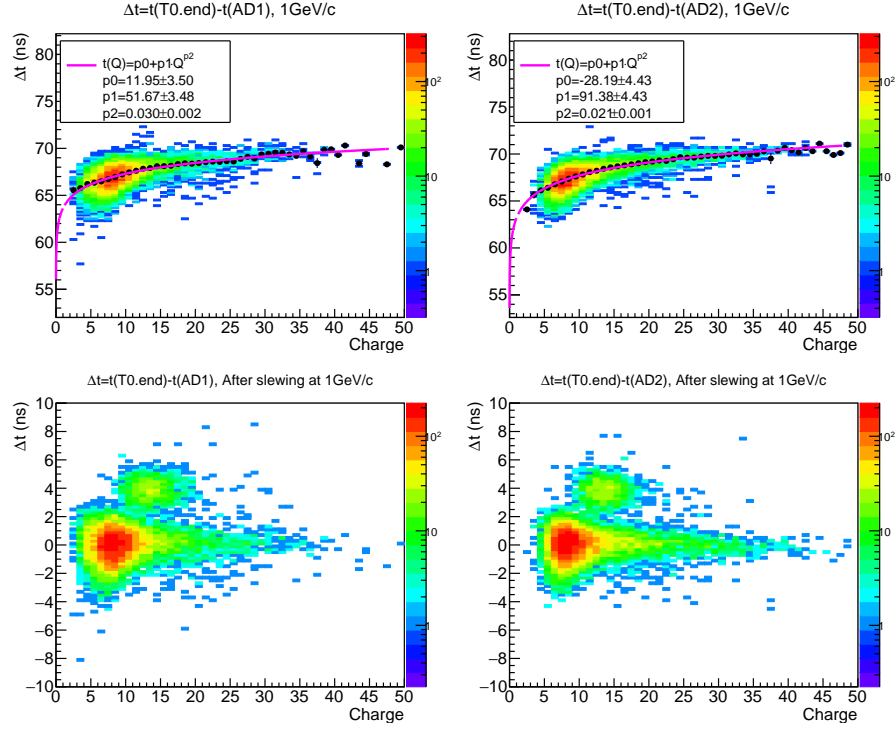 Δt=t(T0.end)-t(AD1), 1GeV/c
Δt (ns)
t(Q)=p0+p1·Q^p2
p0=11.95±3.50
p1=51.67±3.48
p2=0.030±0.002
80
75
70
65
60
55
0 5 10 15 20 25 30 35 40 45 50
Charge
10²
10
1
Δt=t(T0.end)-t(AD2), 1GeV/c
Δt (ns)
t(Q)=p0+p1·Q^p2
p0=-28.19±4.43
p1=91.38±4.43
p2=0.021±0.001
80
75
70
65
60
55
0 5 10 15 20 25 30 35 40 45 50
Charge
10²
10
1
Δt=t(T0.end)-t(AD1), After slewing at 1GeV/c
Δt (ns)
10
8
6
4
2
0
−2
−4
−6
−8
−10
0 5 10 15 20 25 30 35 40 45 50
Charge
10²
10
1
Δt=t(T0.end)-t(AD2), After slewing at 1GeV/c
Δt (ns)
10
8
6
4
2
0
−2
−4
−6
−8
−10
0 5 10 15 20 25 30 35 40 45 50
Charge
10²
10
1